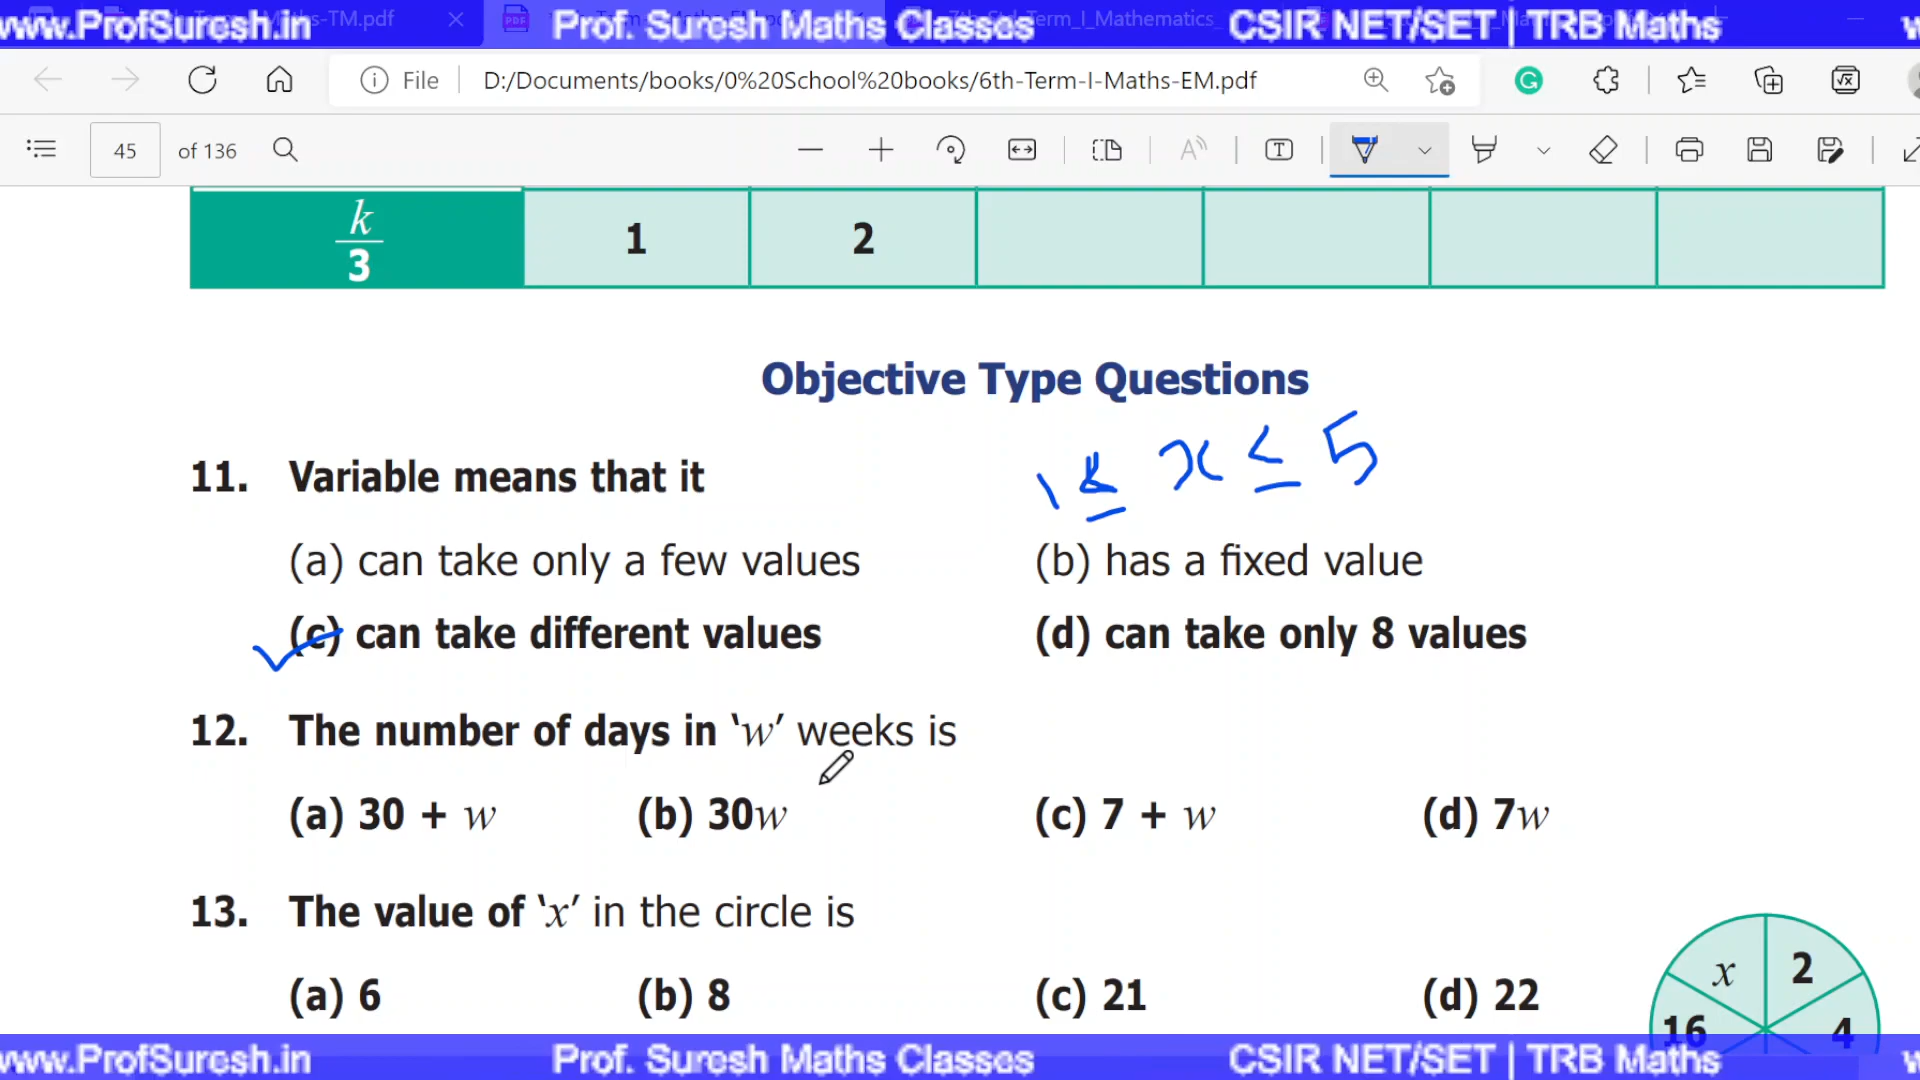 www.ProfSuresh.in Prof. Suresh Maths Classes CSIR NET/SET | TRB Maths
File D:/Documents/books/0%20School%20books/6th-Term-I-Maths-EM.pdf
45 of 136
k/3 1 2
Objective Type Questions
1 ≤ x ≤ 5
11. Variable means that it
(a) can take only a few values (b) has a fixed value
(c) can take different values (d) can take only 8 values
12. The number of days in ‘w’ weeks is
(a) 30 + w (b) 30w (c) 7 + w (d) 7w
13. The value of ‘x’ in the circle is
(a) 6 (b) 8 (c) 21 (d) 22
x 2
16 4
www.ProfSuresh.in Prof. Suresh Maths Classes CSIR NET/SET | TRB Maths